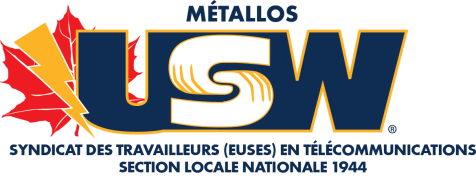 MÉTALLOS
USW®
SYNDICAT DES TRAVAILLEURS (EUSES) EN TÉLÉCOMMUNICATIONS
SECTION LOCALE NATIONALE 1944